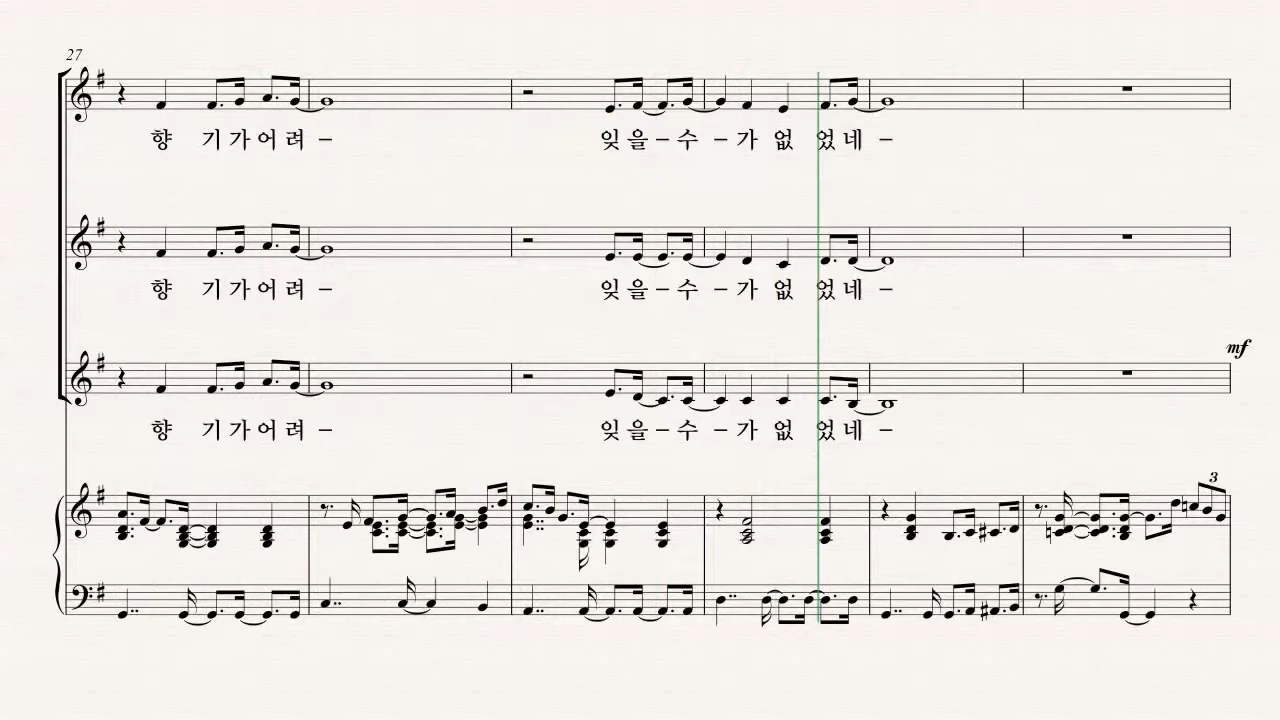 27
향 기가어려 – 잊을–수 –가 없 었네 –
향 기가어려 – 잊을–수 –가 없 었네 –
mf
향 기가어려 – 잊을–수 –가 없 었네 –
3